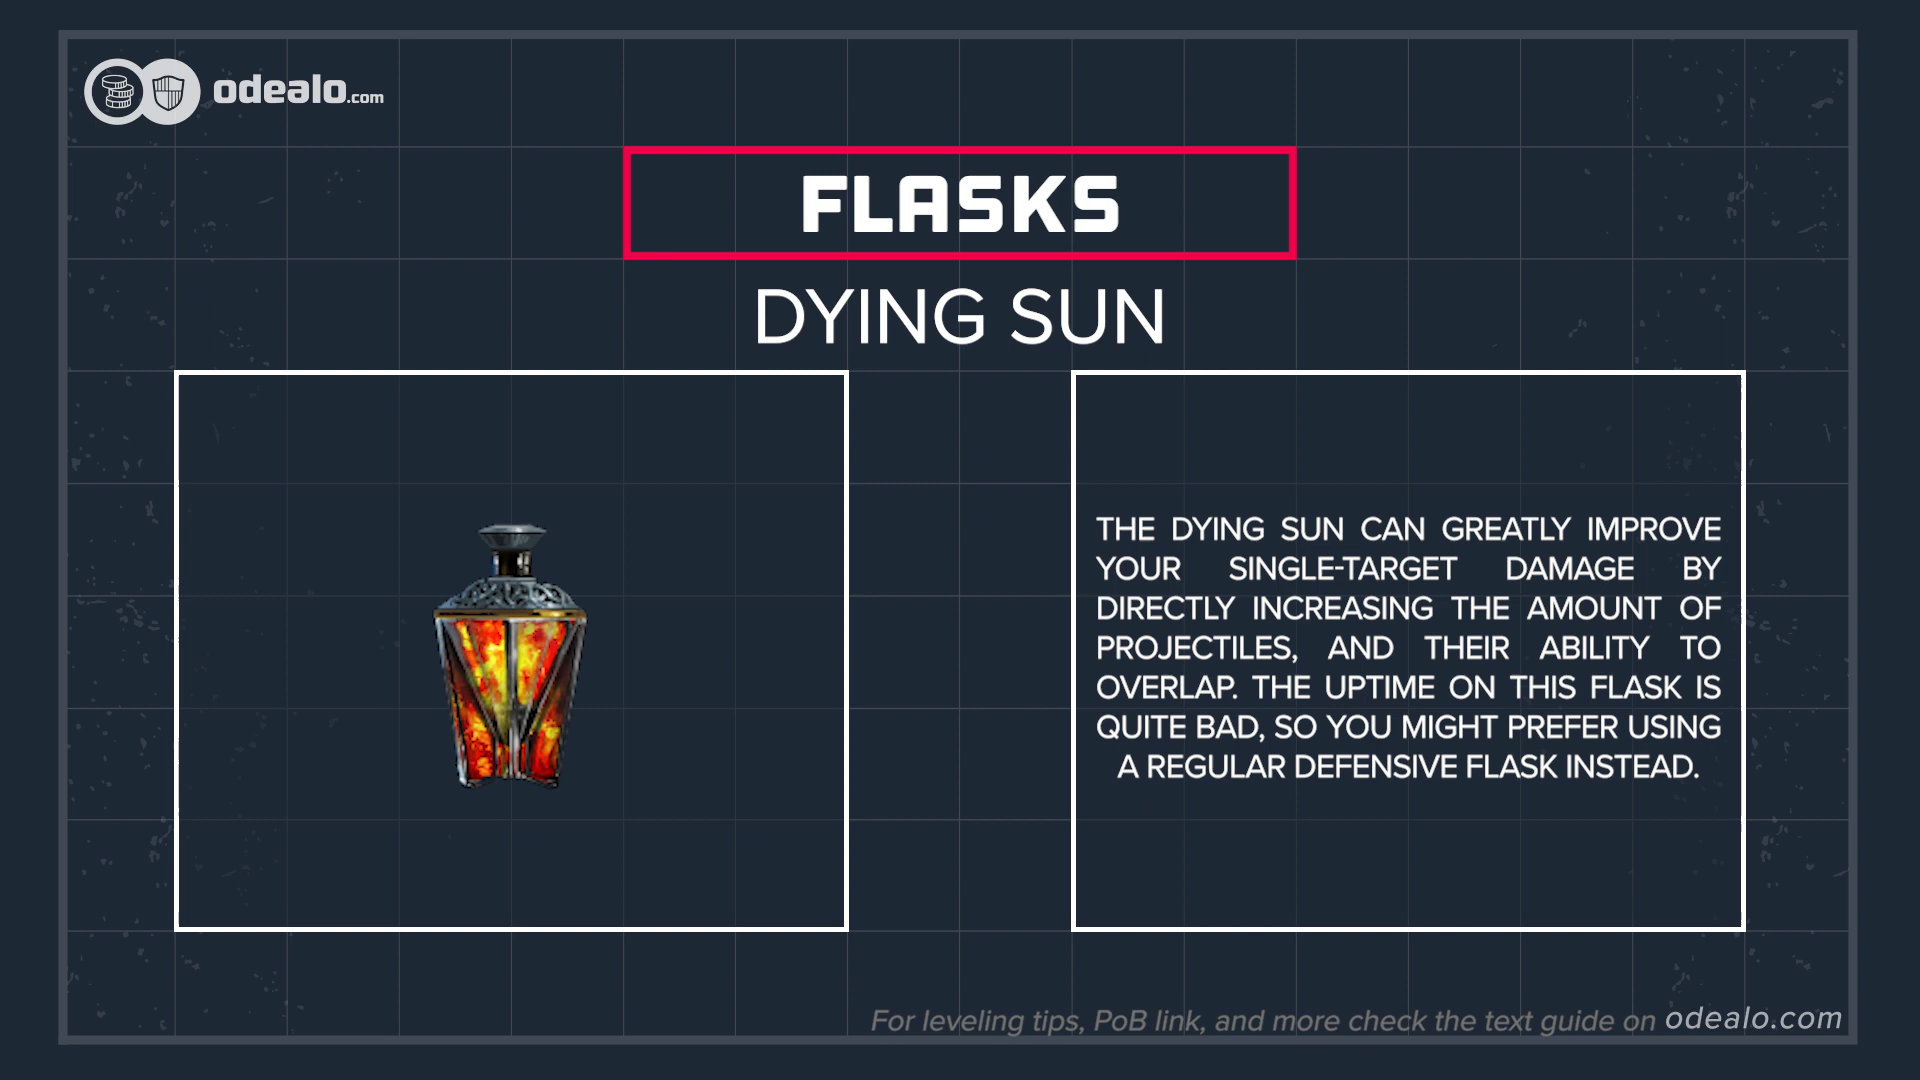 odealo.com
FLASKS
DYING SUN
THE DYING SUN CAN GREATLY IMPROVE
YOUR SINGLE-TARGET DAMAGE BY
DIRECTLY INCREASING THE AMOUNT OF
PROJECTILES, AND THEIR ABILITY TO
OVERLAP. THE UPTIME ON THIS FLASK IS
QUITE BAD, SO YOU MIGHT PREFER USING
A REGULAR DEFENSIVE FLASK INSTEAD.
For leveling tips, PoB link, and more check the text guide on odealo.com